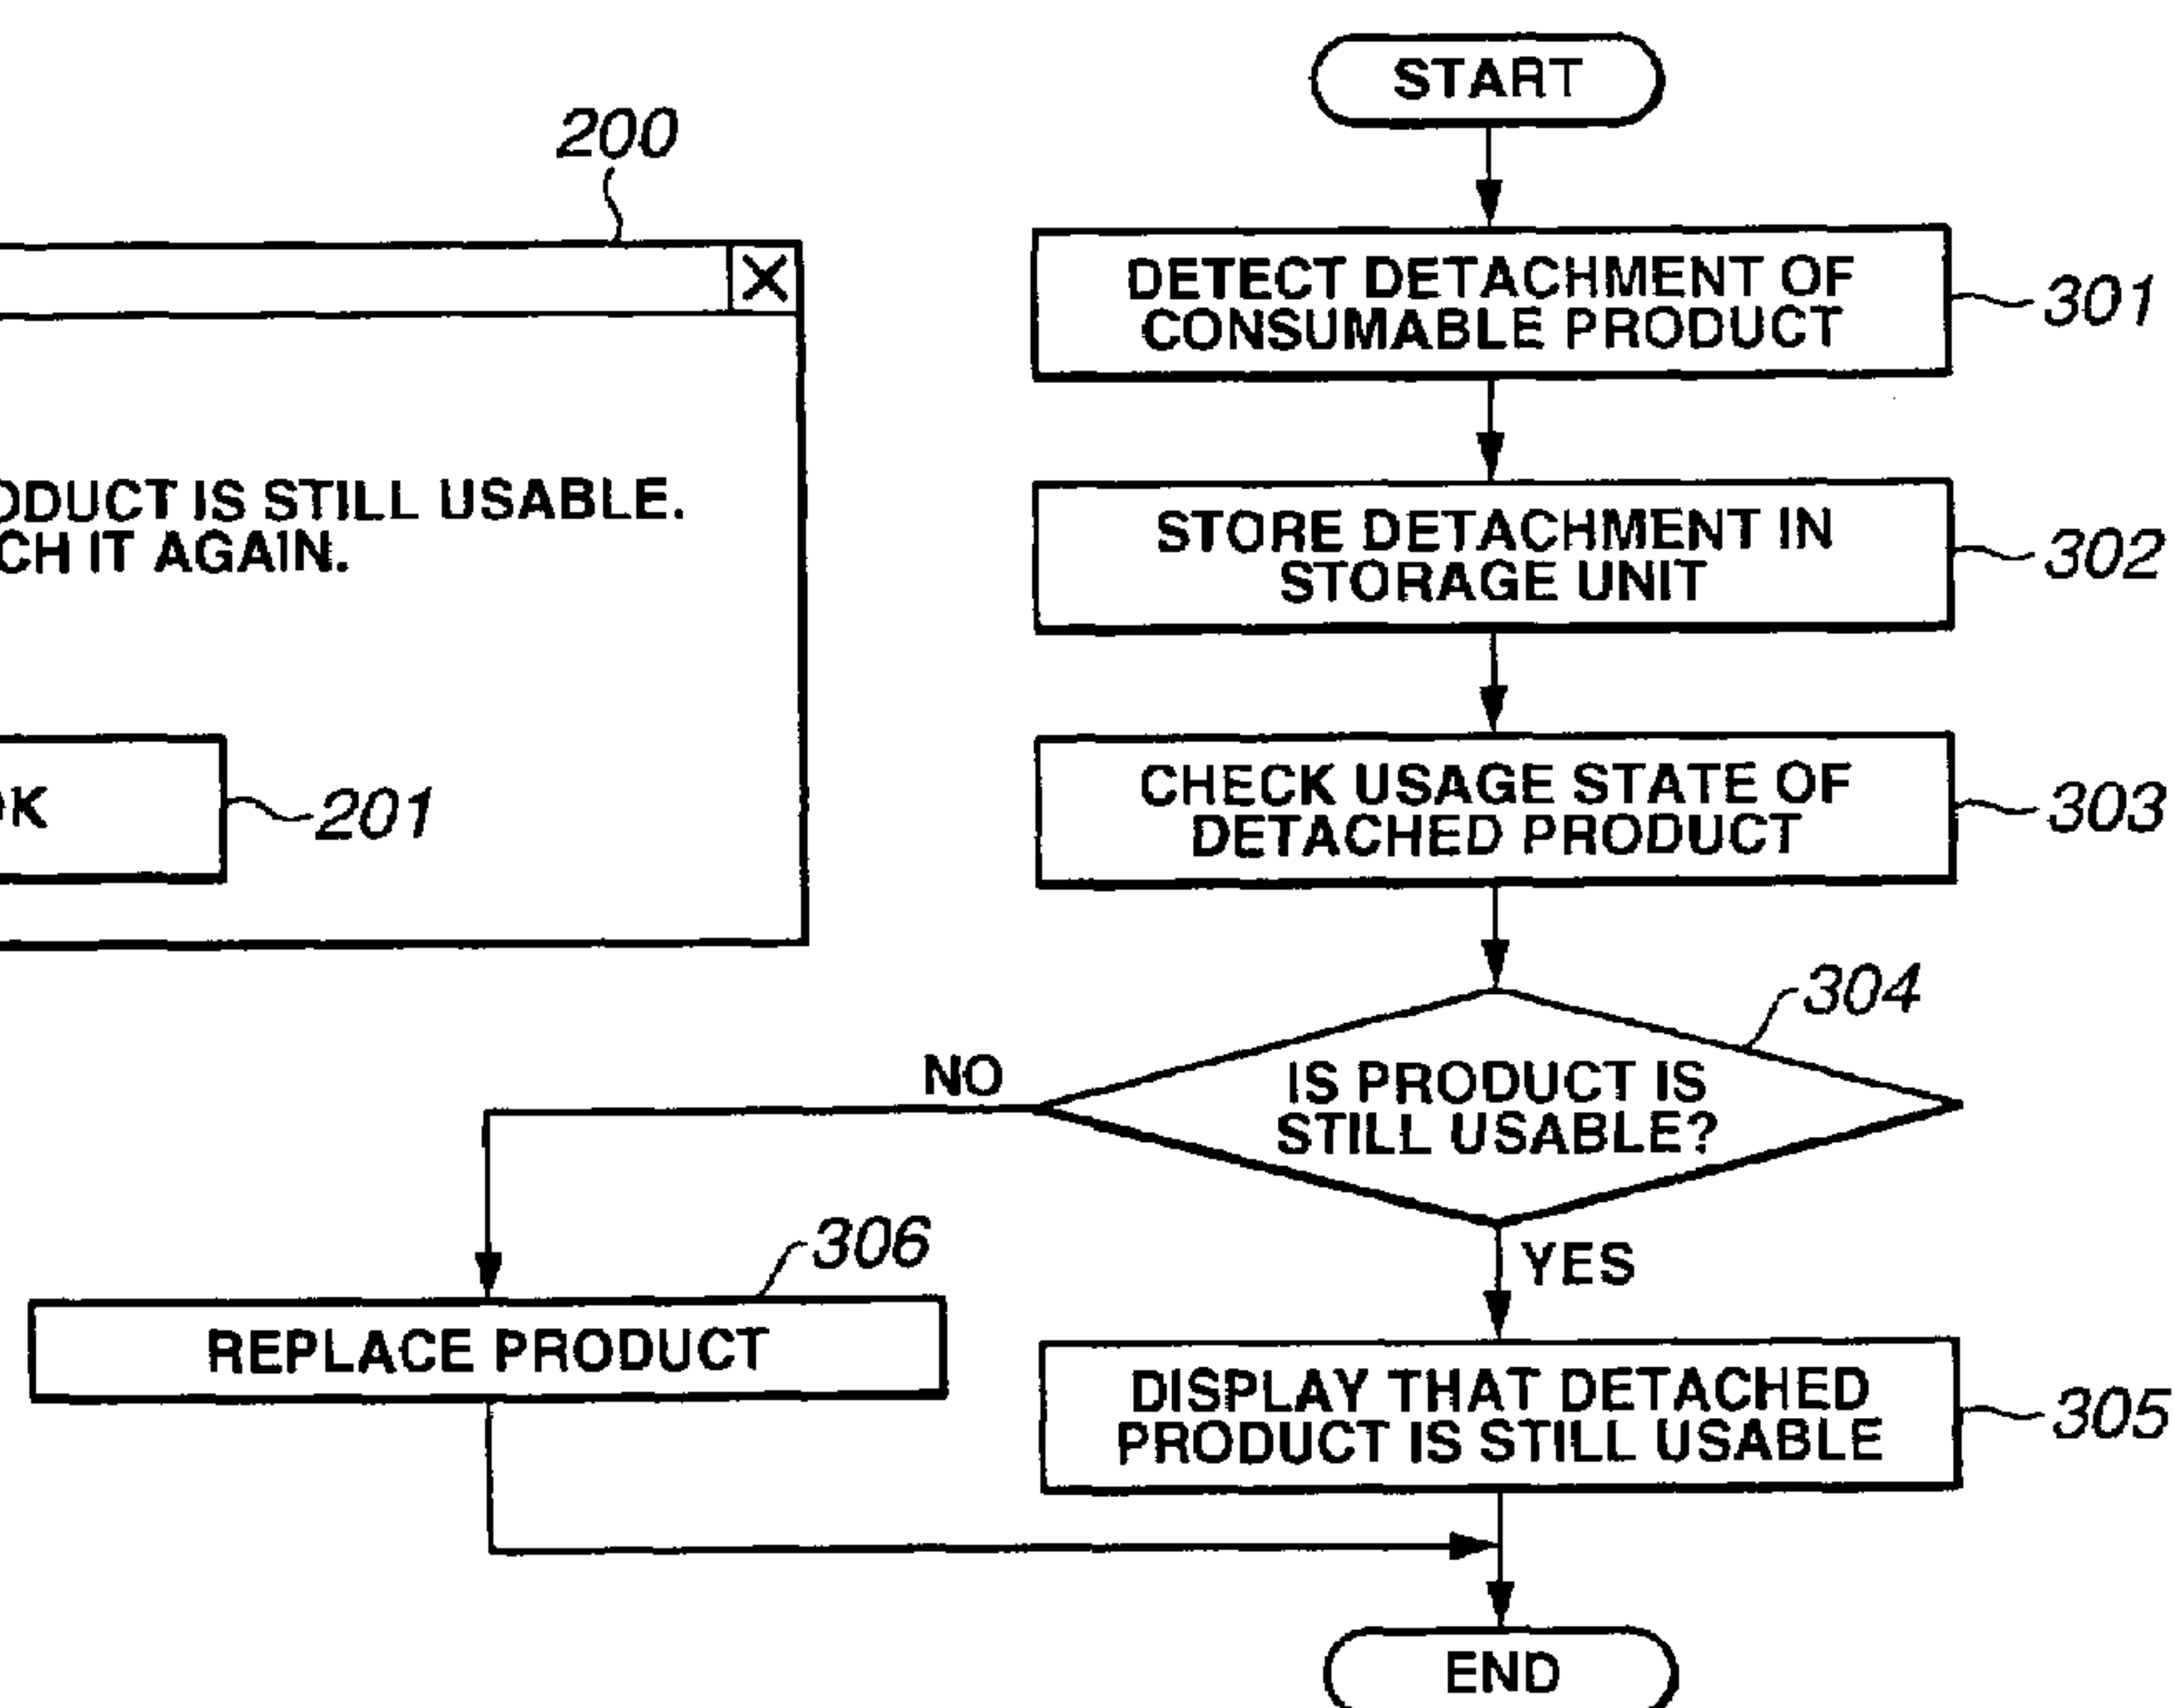 200
X
ODUCT IS STILL USABLE.
CH IT AGAIN.
OK
201
START
DETECT DETACHMENT OF
CONSUMABLE PRODUCT
301
STORE DETACHMENT IN
STORAGE UNIT
302
CHECK USAGE STATE OF
DETACHED PRODUCT
303
304
IS PRODUCT IS
STILL USABLE?
NO
YES
306
REPLACE PRODUCT
DISPLAY THAT DETACHED
PRODUCT IS STILL USABLE
305
END